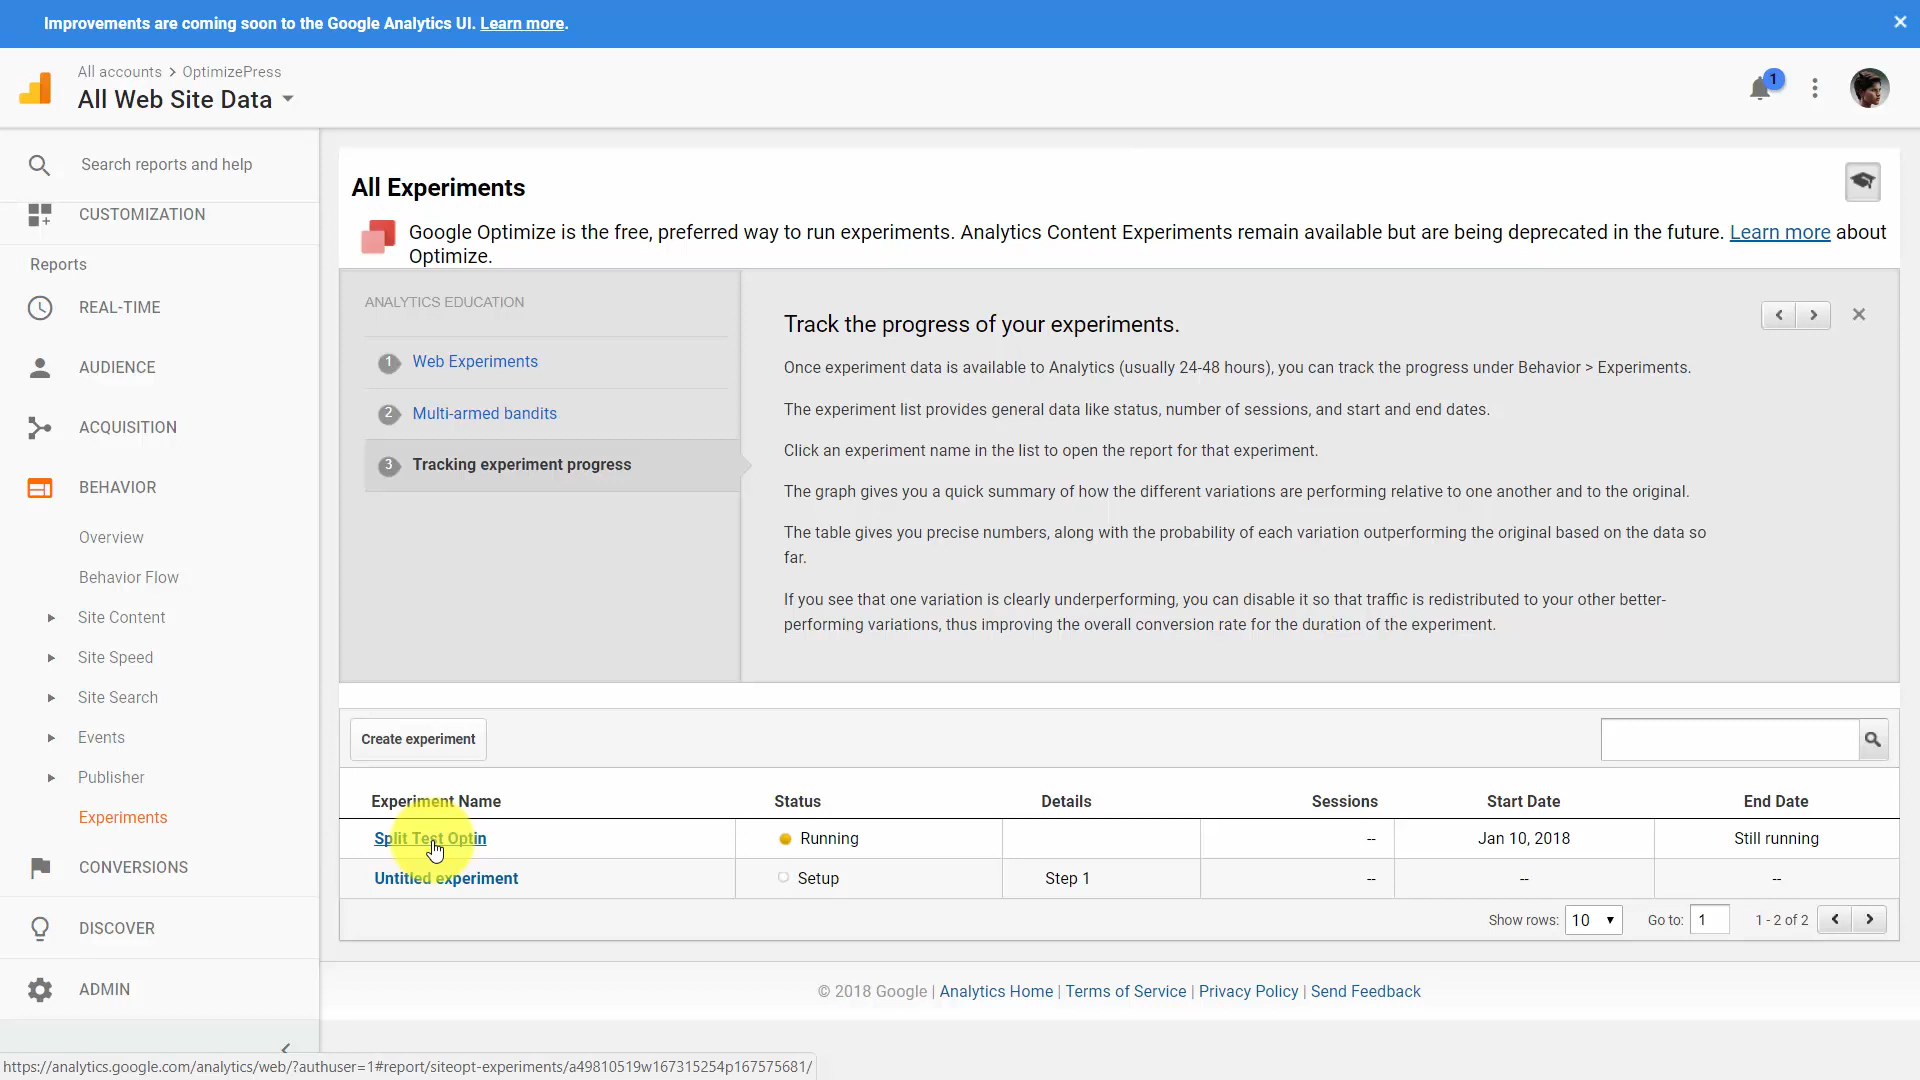 Improvements are coming soon to the Google Analytics UI. Learn more.
All accounts > OptimizePress
All Web Site Data
1
Search reports and help
CUSTOMIZATION
Reports
REAL-TIME
AUDIENCE
ACQUISITION
BEHAVIOR
Overview
Behavior Flow
Site Content
Site Speed
Site Search
Events
Publisher
Experiments
CONVERSIONS
DISCOVER
ADMIN
All Experiments
Google Optimize is the free, preferred way to run experiments. Analytics Content Experiments remain available but are being deprecated in the future. Learn more about
Optimize.
ANALYTICS EDUCATION
1 Web Experiments
2 Multi-armed bandits
3 Tracking experiment progress
Track the progress of your experiments.
Once experiment data is available to Analytics (usually 24-48 hours), you can track the progress under Behavior > Experiments.
The experiment list provides general data like status, number of sessions, and start and end dates.
Click an experiment name in the list to open the report for that experiment.
The graph gives you a quick summary of how the different variations are performing relative to one another and to the original.
The table gives you precise numbers, along with the probability of each variation outperforming the original based on the data so
far.
If you see that one variation is clearly underperforming, you can disable it so that traffic is redistributed to your other better-
performing variations, thus improving the overall conversion rate for the duration of the experiment.
Create experiment
Experiment Name Status Details Sessions Start Date End Date
Split Test Optin Running -- Jan 10, 2018 Still running
Untitled experiment Setup Step 1 -- -- --
Show rows: 10 Go to: 1 1 - 2 of 2
© 2018 Google | Analytics Home | Terms of Service | Privacy Policy | Send Feedback
https://analytics.google.com/analytics/web/?authuser=1#report/siteopt-experiments/a49810519w167315254p167575681/